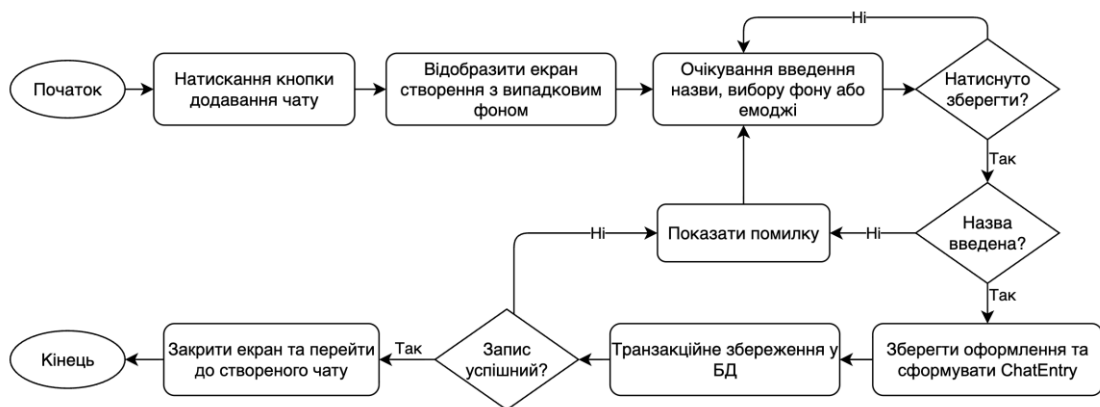 Ні
Початок
Натискання кнопки
додавання чату
Відобразити екран
створення з випадковим
фоном
Очікування введення
назви, вибору фону або
емоджі
Натиснуто
зберегти?
Так
Ні
Показати помилку
Ні
Назва
введена?
Так
Кінець
Закрити екран та перейти
до створеного чату
Так
Запис
успішний?
Транзакційне збереження у
БД
Зберегти оформлення та
сформувати ChatEntry